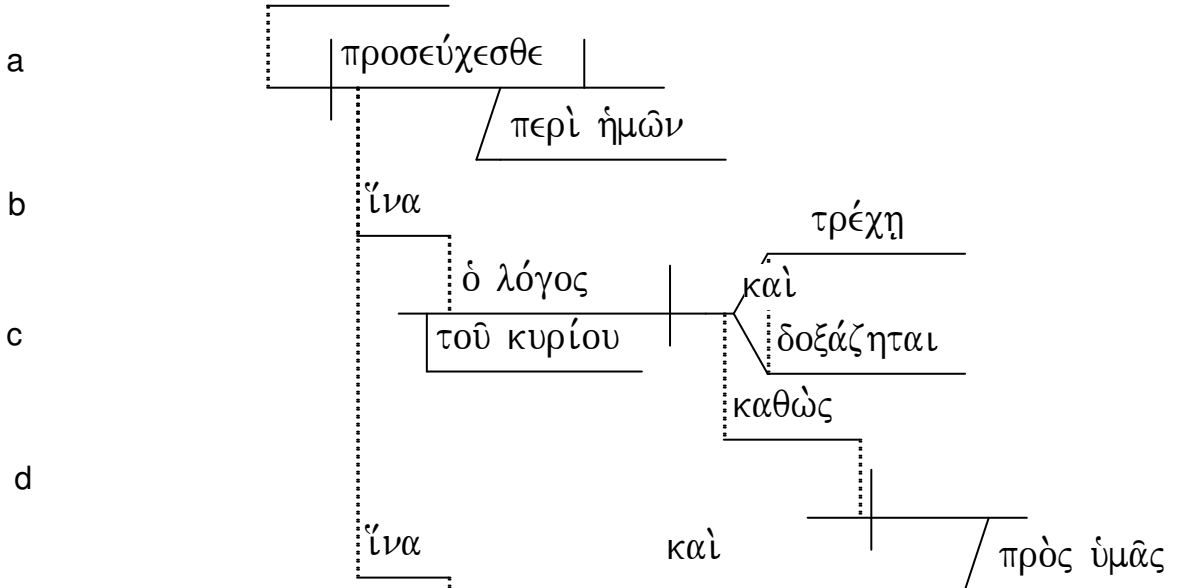 a προσεύχεσθε
περὶ ἡμῶν
b ἵνα
τρέχῃ
ὁ λόγος καὶ
c τοῦ κυρίου δοξάζηται
καθὼς
d
ἵνα καὶ πρὸς ὑμᾶς